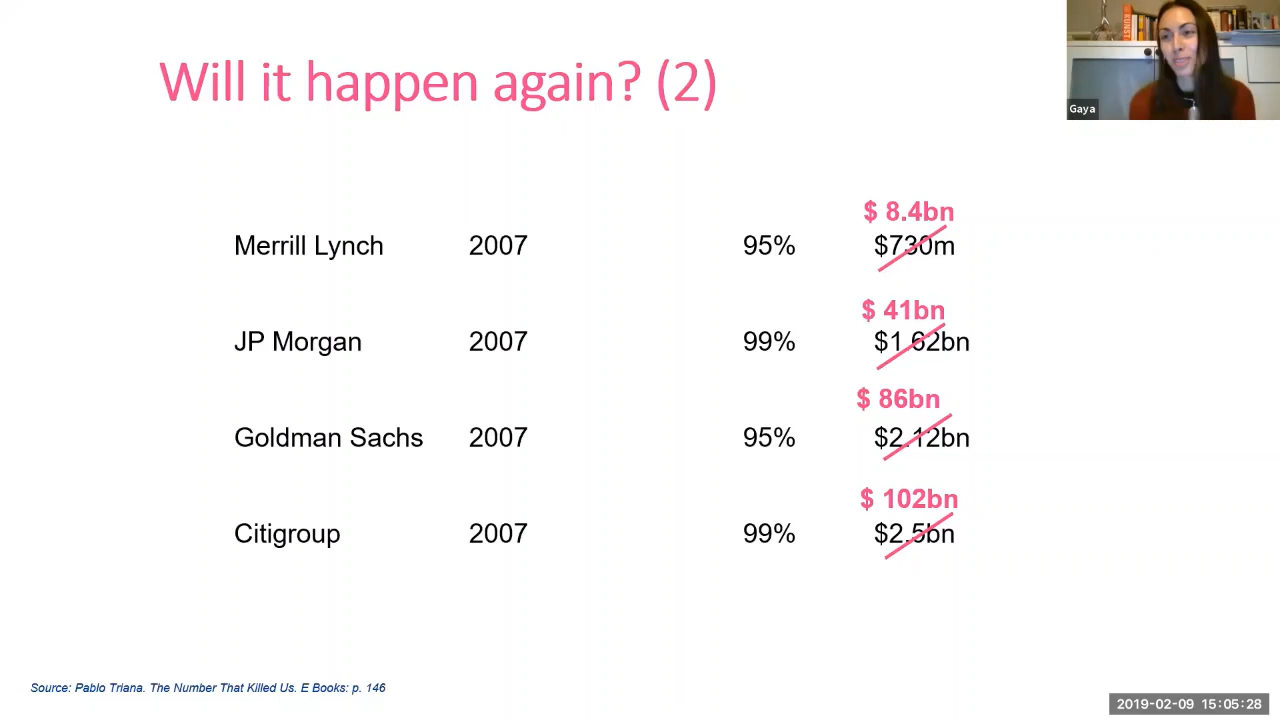 Will it happen again? (2)
KUNST
Gaya
$ 8.4bn
Merrill Lynch 2007 95% $730m
$ 41bn
JP Morgan 2007 99% $1.62bn
$ 86bn
Goldman Sachs 2007 95% $2.12bn
$ 102bn
Citigroup 2007 99% $2.5bn
Source: Pablo Triana. The Number That Killed Us. E Books: p. 146
2019-02-09 15:05:28